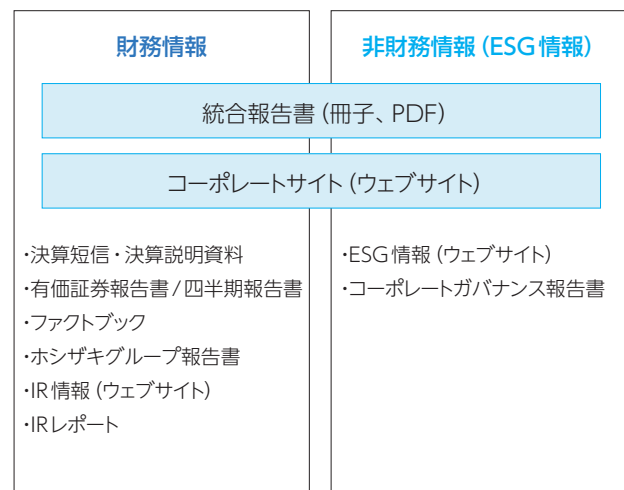 財務情報
非財務情報(ESG情報)
統合報告書(冊子、PDF)
コーポレートサイト(ウェブサイト)
・決算短信・決算説明資料
・有価証券報告書/四半期報告書
・ファクトブック
・ホシザキグループ報告書
・IR情報(ウェブサイト)
・IRレポート
・ESG情報(ウェブサイト)
・コーポレートガバナンス報告書